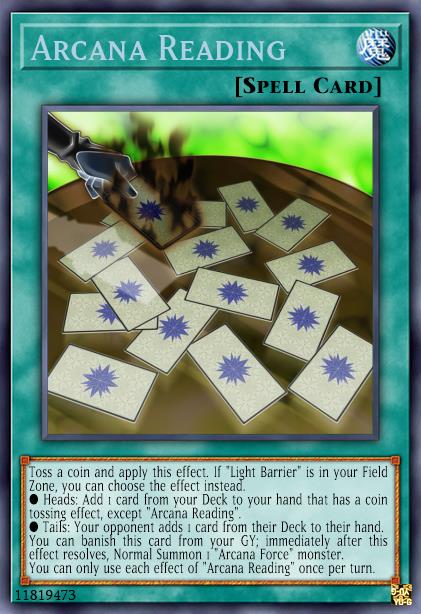 ARCANA READING
魔
[SPELL CARD]
Toss a coin and apply this effect. If "Light Barrier" is in your Field
Zone, you can choose the effect instead.
● Heads: Add 1 card from your Deck to your hand that has a coin
tossing effect, except "Arcana Reading".
● Tails: Your opponent adds 1 card from their Deck to their hand.
You can banish this card from your GY; immediately after this
effect resolves, Normal Summon 1 "Arcana Force" monster.
You can only use each effect of "Arcana Reading" once per turn.
11819473